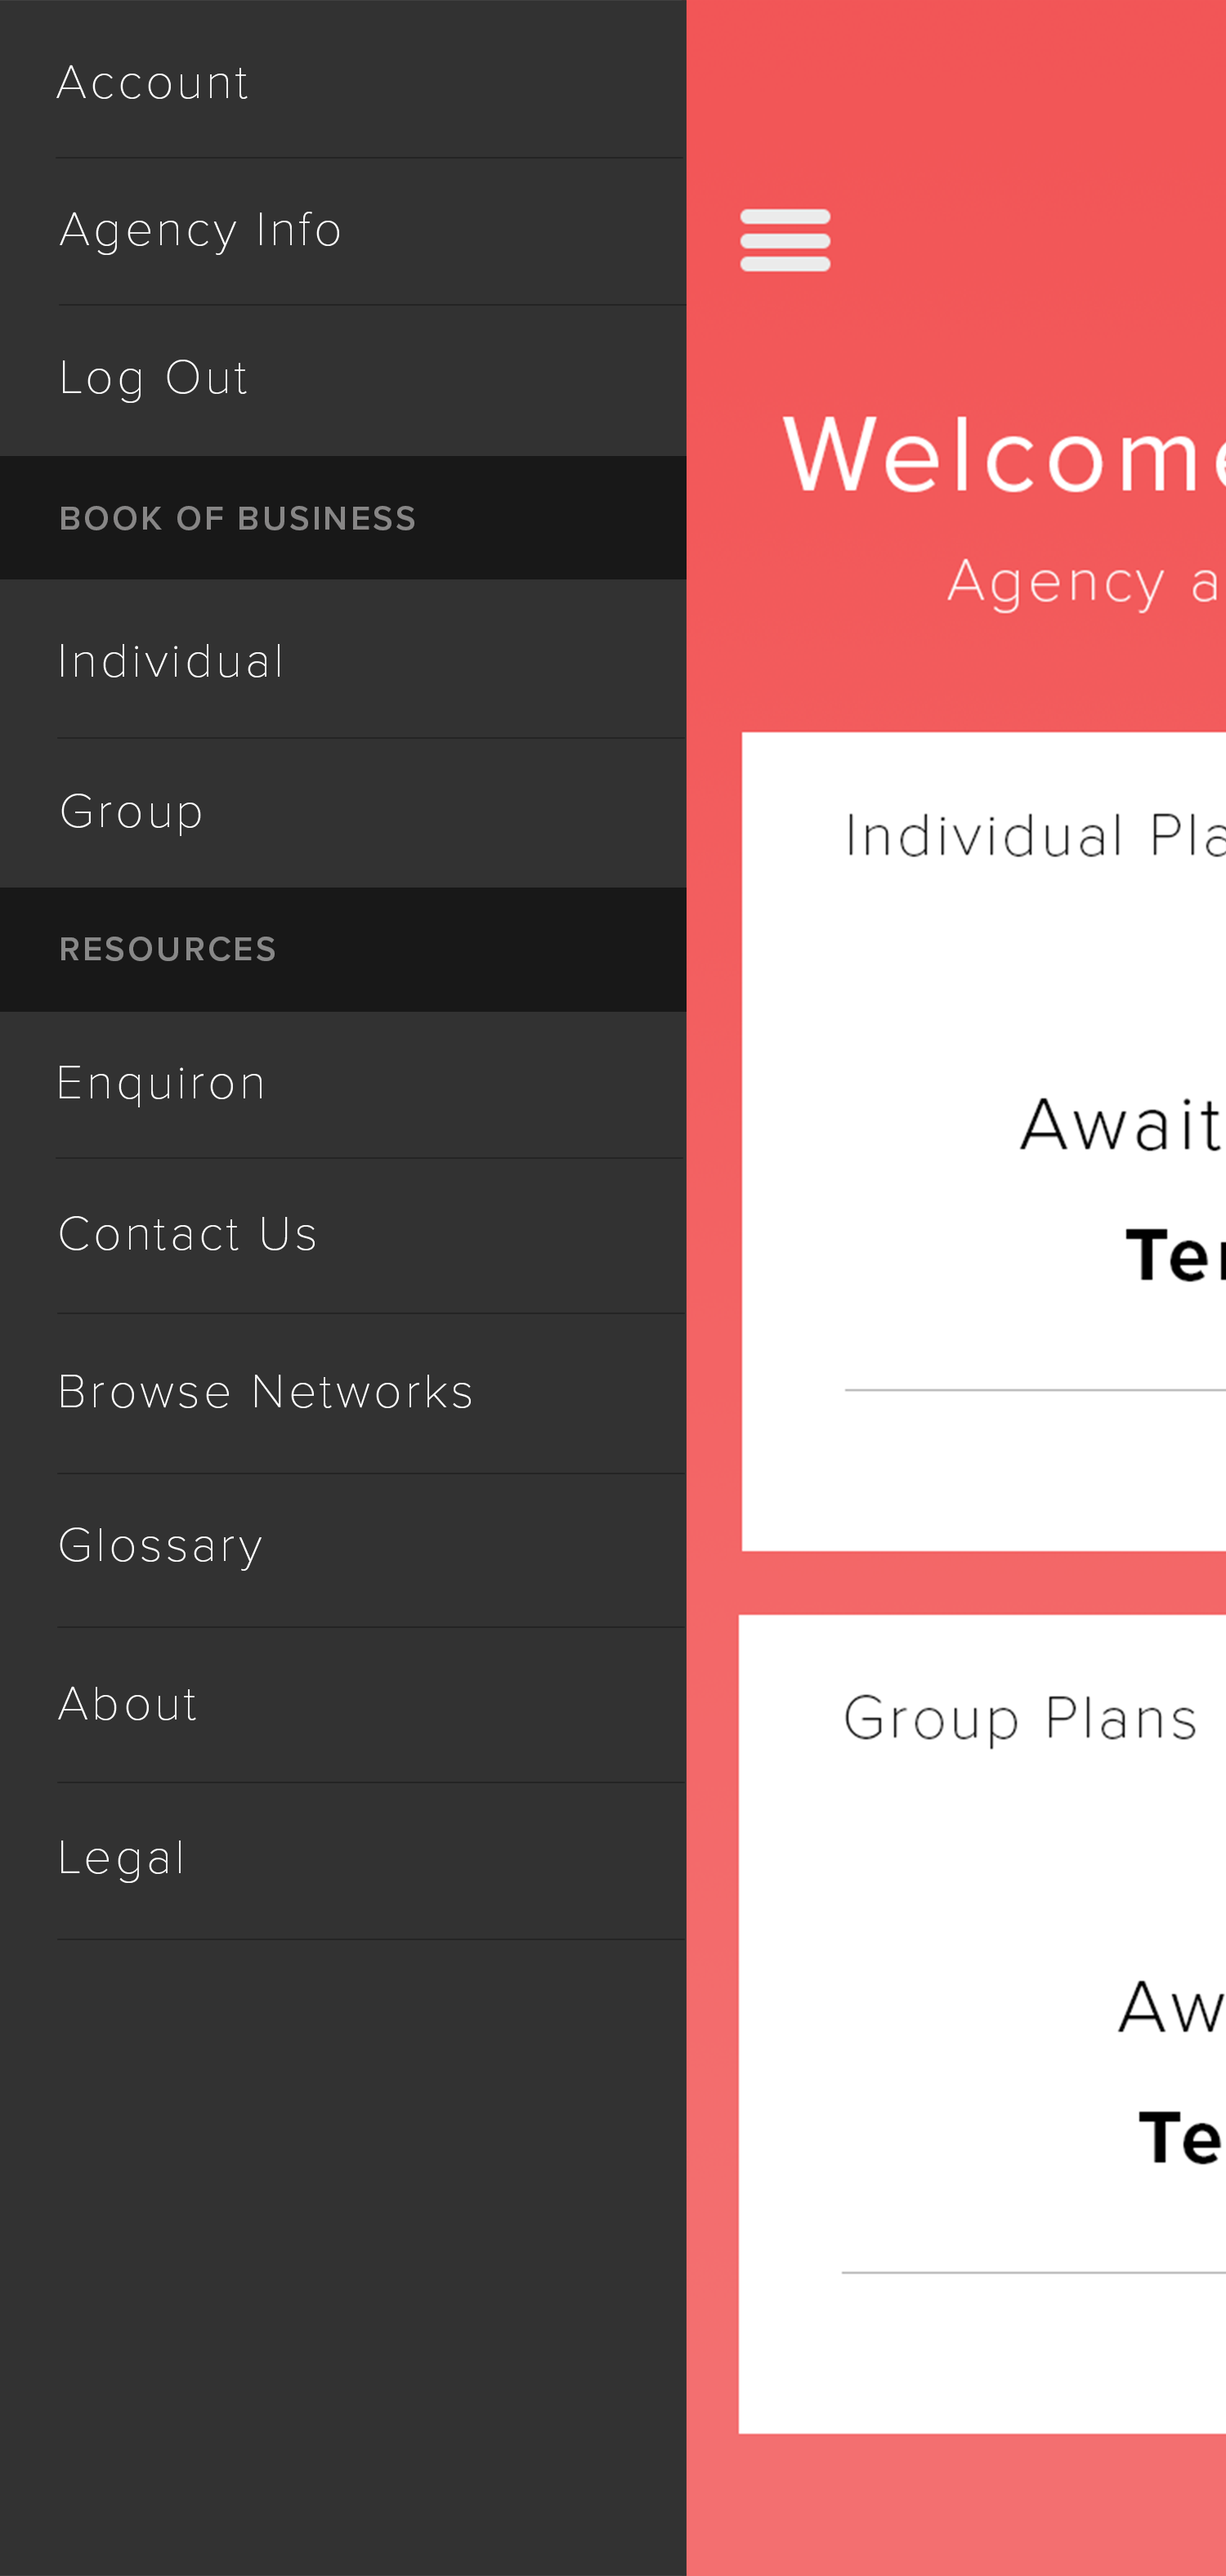 Account
Agency Info
Log Out
BOOK OF BUSINESS
Individual
Group
RESOURCES
Enquiron
Contact Us
Browse Networks
Glossary
About
Legal
Welcome
Agency a
Individual Pla
Await
Ter
Group Plans
Aw
Te